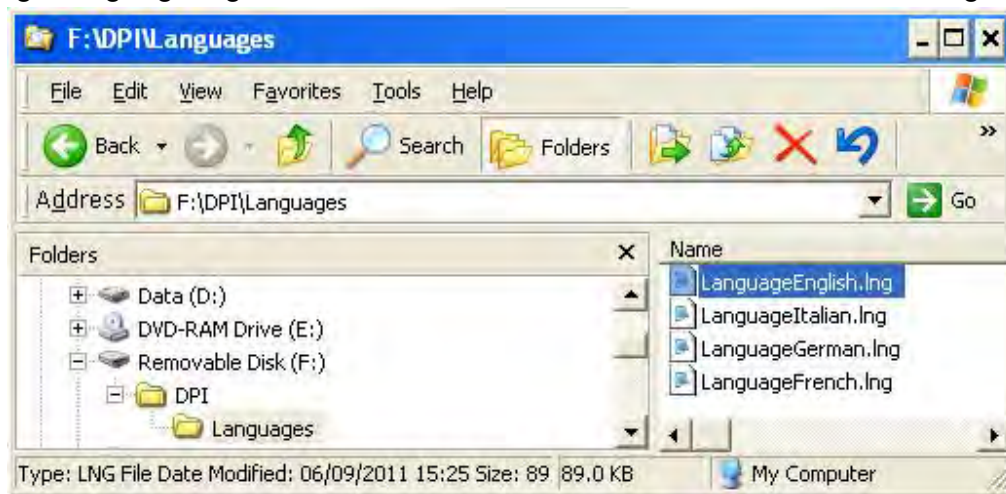 F:\DPI\Languages
File Edit View Favorites Tools Help
Back Search Folders »
Address F:\DPI\Languages Go
Folders x Name
Data (D:) LanguageEnglish.lng
DVD-RAM Drive (E:) LanguageItalian.lng
Removable Disk (F:) LanguageGerman.lng
DPI LanguageFrench.lng
Languages
Type: LNG File Date Modified: 06/09/2011 15:25 Size: 89 89.0 KB My Computer